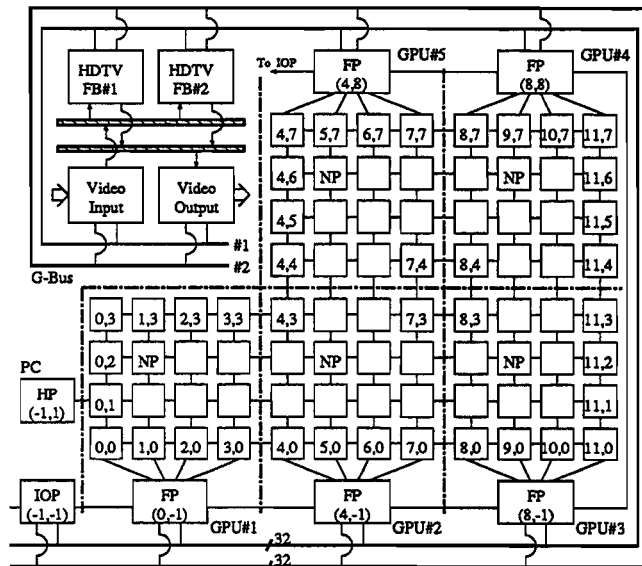 To IOP
FP
(4,8)
GPU#5
FP
(8,8)
GPU#4
HDTV
FB#1
HDTV
FB#2
4,7 5,7 6,7 7,7 8,7 9,7 10,7 11,7
4,6 NP NP 11,6
Video
Input
Video
Output
4,5 11,5
4,4 7,4 8,4 11,4
#1
#2
G-Bus
0,3 1,3 2,3 3,3 4,3 7,3 8,3 11,3
PC
0,2 NP NP NP 11,2
HP
(-1,1)
0,1 11,1
0,0 1,0 2,0 3,0 4,0 5,0 6,0 7,0 8,0 9,0 10,0 11,0
IOP
(-1,-1)
FP
(0,-1)
GPU#1
FP
(4,-1)
GPU#2
FP
(8,-1)
GPU#3
32
32